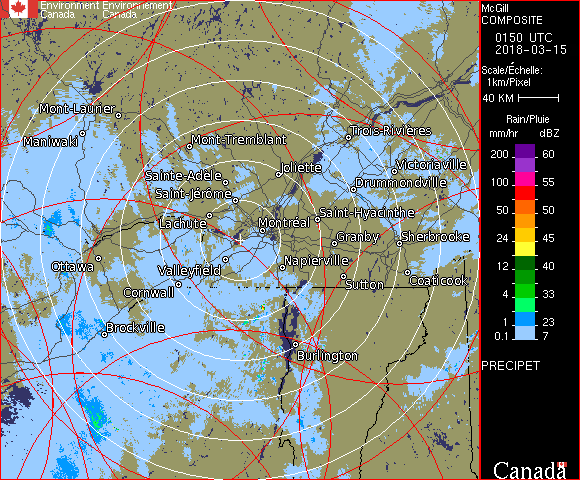 Environment Environnement
Canada Canada
Mont-Laurier
Maniwaki
Mont-Tremblant
Trois-Rivières
Sainte-Adèle
Joliette
Victoriaville
Saint-Jérôme
Drummondville
Lachute
Montréal
Saint-Hyacinthe
Granby
Sherbrooke
Ottawa
Valleyfield
Napierville
Cornwall
Sutton
Coaticook
Brockville
Burlington
McGill
COMPOSITE
0150 UTC
2018-03-15
Scale/Échelle:
1km/Pixel
40 KM
Rain/Pluie
mm/hr dBZ
200 60
100 55
50 50
24 45
12 40
8 33
4 33
1 23
0.1 7
PRECIPET
Canada